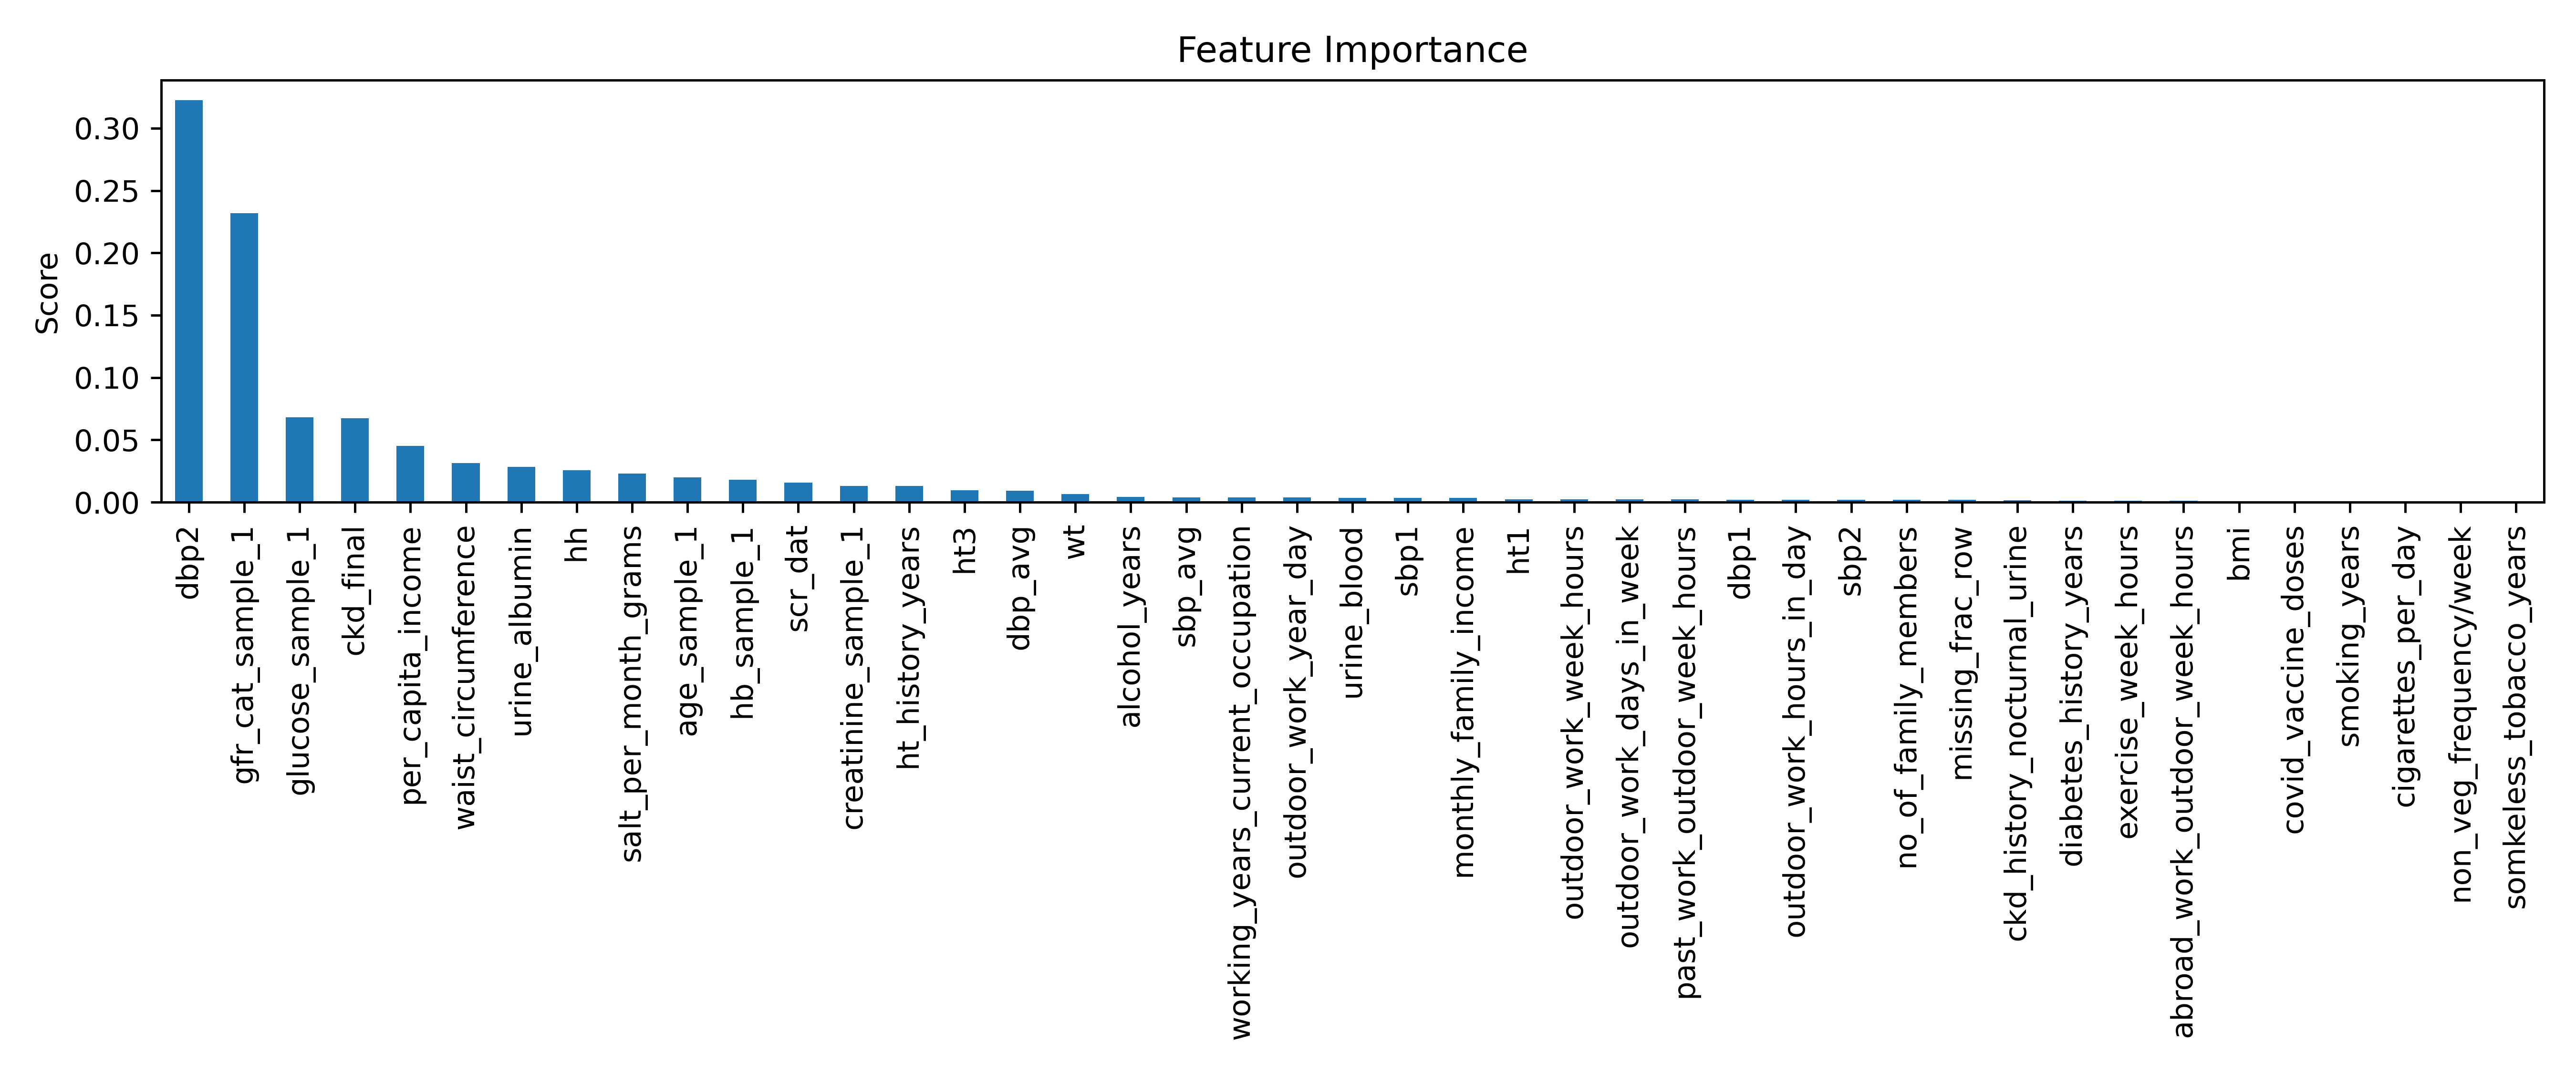 Feature Importance
Score
0.30
0.25
0.20
0.15
0.10
0.05
0.00
dbp2
gfr_cat_sample_1
glucose_sample_1
ckd_final
per_capita_income
waist_circumference
urine_albumin
hh
salt_per_month_grams
age_sample_1
hb_sample_1
scr_dat
creatinine_sample_1
ht_history_years
ht3
dbp_avg
wt
alcohol_years
sbp_avg
working_years_current_occupation
outdoor_work_year_day
urine_blood
sbp1
monthly_family_income
ht1
outdoor_work_week_hours
outdoor_work_days_in_week
past_work_outdoor_week_hours
dbp1
outdoor_work_hours_in_day
sbp2
no_of_family_members
missing_frac_row
ckd_history_nocturnal_urine
diabetes_history_years
exercise_week_hours
abroad_work_outdoor_week_hours
bmi
covid_vaccine_doses
smoking_years
cigarettes_per_day
non_veg_frequency/week
somkeless_tobacco_years